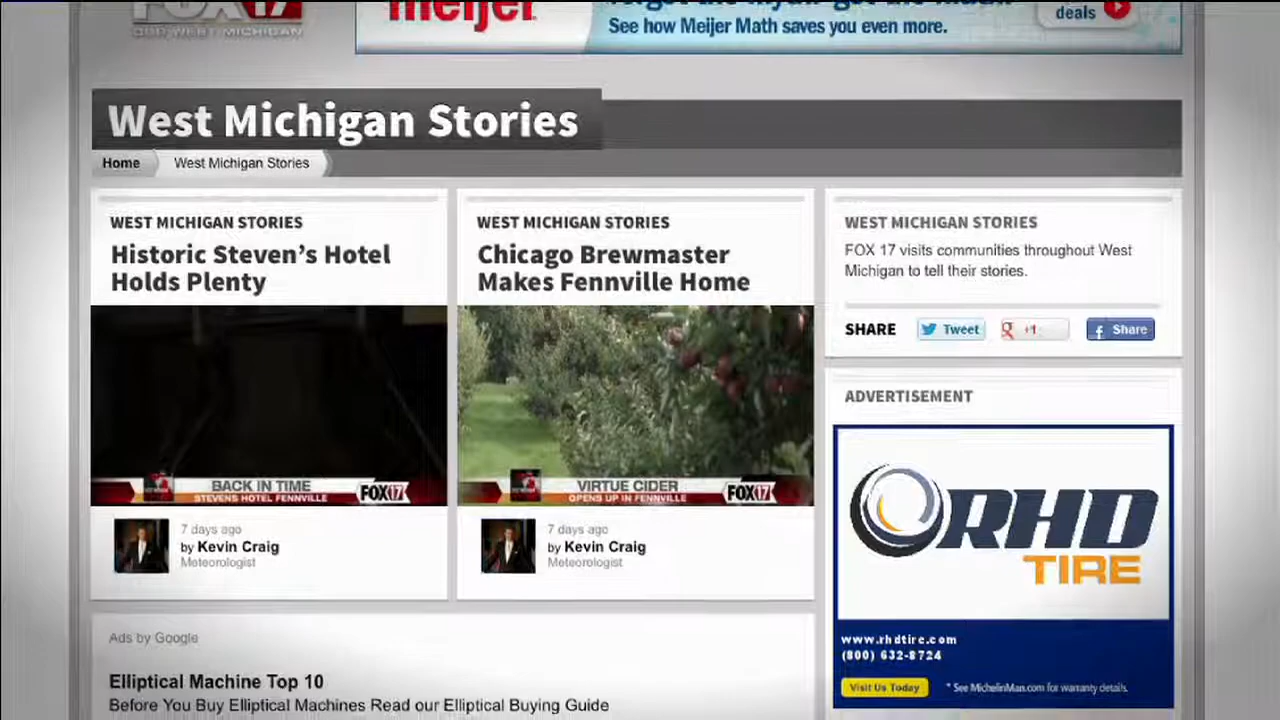 FOX 17
OUR WEST MICHIGAN
meijer
See how Meijer Math saves you even more.
deals
West Michigan Stories
Home
West Michigan Stories
WEST MICHIGAN STORIES
Historic Steven's Hotel
Holds Plenty
BACK IN TIME
STEVENS HOTEL FENNVILLE
FOX17
7 days ago
by Kevin Craig
Meteorologist
WEST MICHIGAN STORIES
Chicago Brewmaster
Makes Fennville Home
VIRTUE CIDER
OPENS UP IN FENNVILLE
FOX17
7 days ago
by Kevin Craig
Meteorologist
WEST MICHIGAN STORIES
FOX 17 visits communities throughout West
Michigan to tell their stories.
SHARE
Tweet
+1
Share
ADVERTISEMENT
RHD
TIRE
www.rhdtire.com
(800) 632-8724
Visit Us Today
* See MichelinMan.com for warranty details.
Ads by Google
Elliptical Machine Top 10
Before You Buy Elliptical Machines Read our Elliptical Buying Guide